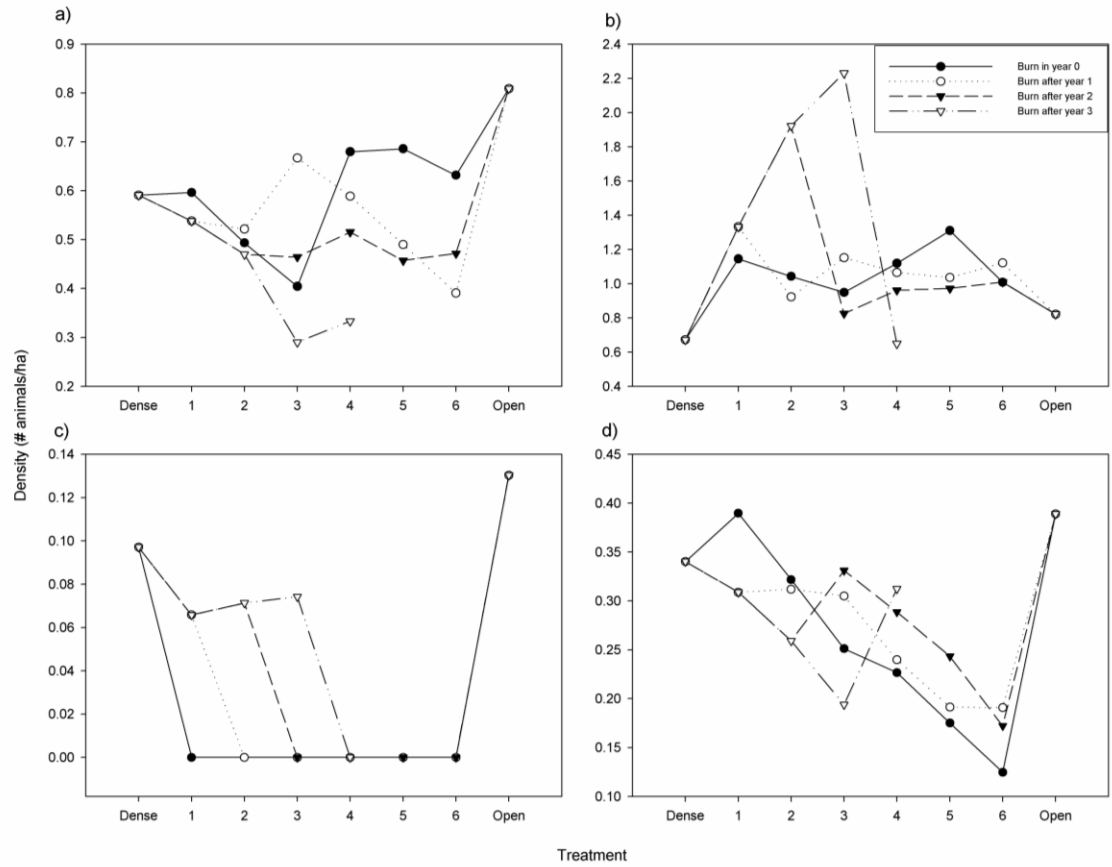 a)
0.9
0.8
0.7
0.6
0.5
0.4
0.3
0.2
Dense 1 2 3 4 5 6 Open
b)
2.4
2.2
2.0
1.8
1.6
1.4
1.2
1.0
0.8
0.6
0.4
Dense 1 2 3 4 5 6 Open
Burn in year 0
Burn after year 1
Burn after year 2
Burn after year 3
Density (# animals/ha)
c)
0.14
0.12
0.10
0.08
0.06
0.04
0.02
0.00
Dense 1 2 3 4 5 6 Open
d)
0.45
0.40
0.35
0.30
0.25
0.20
0.15
0.10
Dense 1 2 3 4 5 6 Open
Treatment